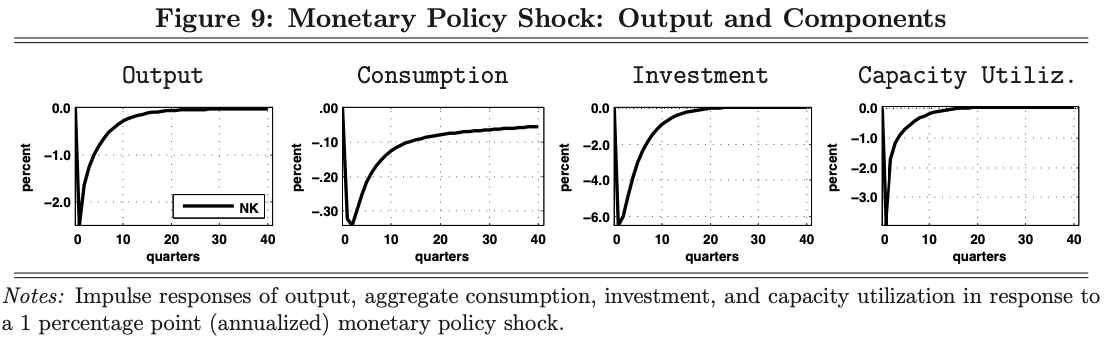 Figure 9: Monetary Policy Shock: Output and Components
Output
0.0
−1.0
−2.0
percent
NK
0 10 20 30 40
quarters
Consumption
.00
−.10
−.20
−.30
percent
0 10 20 30 40
quarters
Investment
0.0
−2.0
−4.0
−6.0
percent
0 10 20 30 40
quarters
Capacity Utiliz.
0.0
−1.0
−2.0
−3.0
percent
0 10 20 30 40
quarters
Notes: Impulse responses of output, aggregate consumption, investment, and capacity utilization in response to
a 1 percentage point (annualized) monetary policy shock.